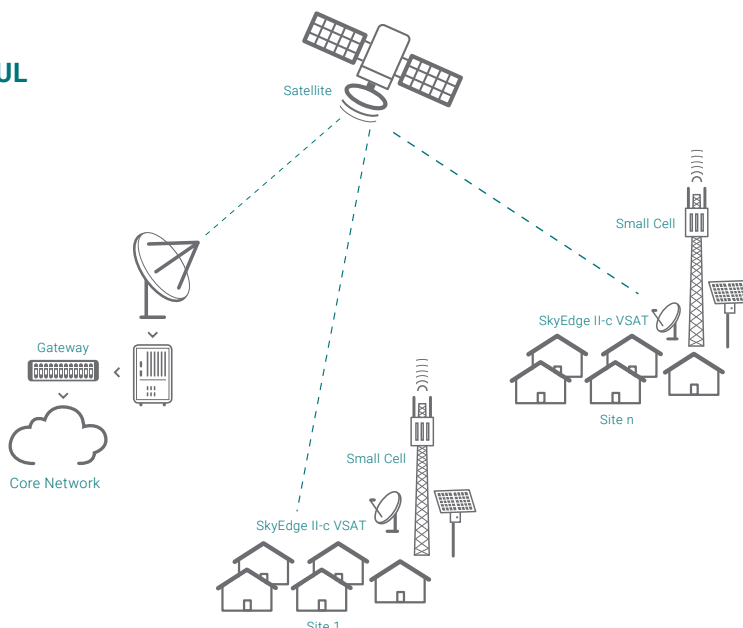 UL
Satellite
Small Cell
SkyEdge II-c VSAT
Gateway
Site n
Small Cell
Core Network
SkyEdge II-c VSAT
Site 1